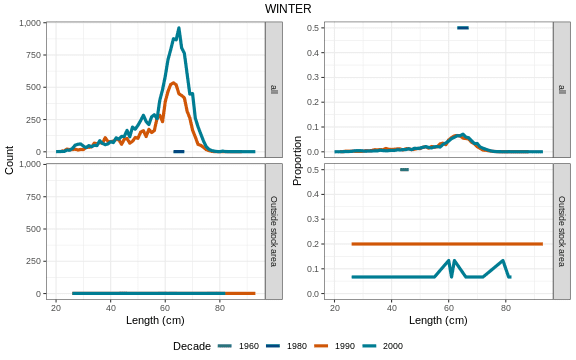 WINTER
Count
1,000
750
500
250
0
all
1,000
750
500
250
0
Outside stock area
20 40 60 80
Length (cm)
Proportion
0.5
0.4
0.3
0.2
0.1
0.0
all
0.5
0.4
0.3
0.2
0.1
0.0
Outside stock area
20 40 60 80
Length (cm)
Decade 1960 1980 1990 2000